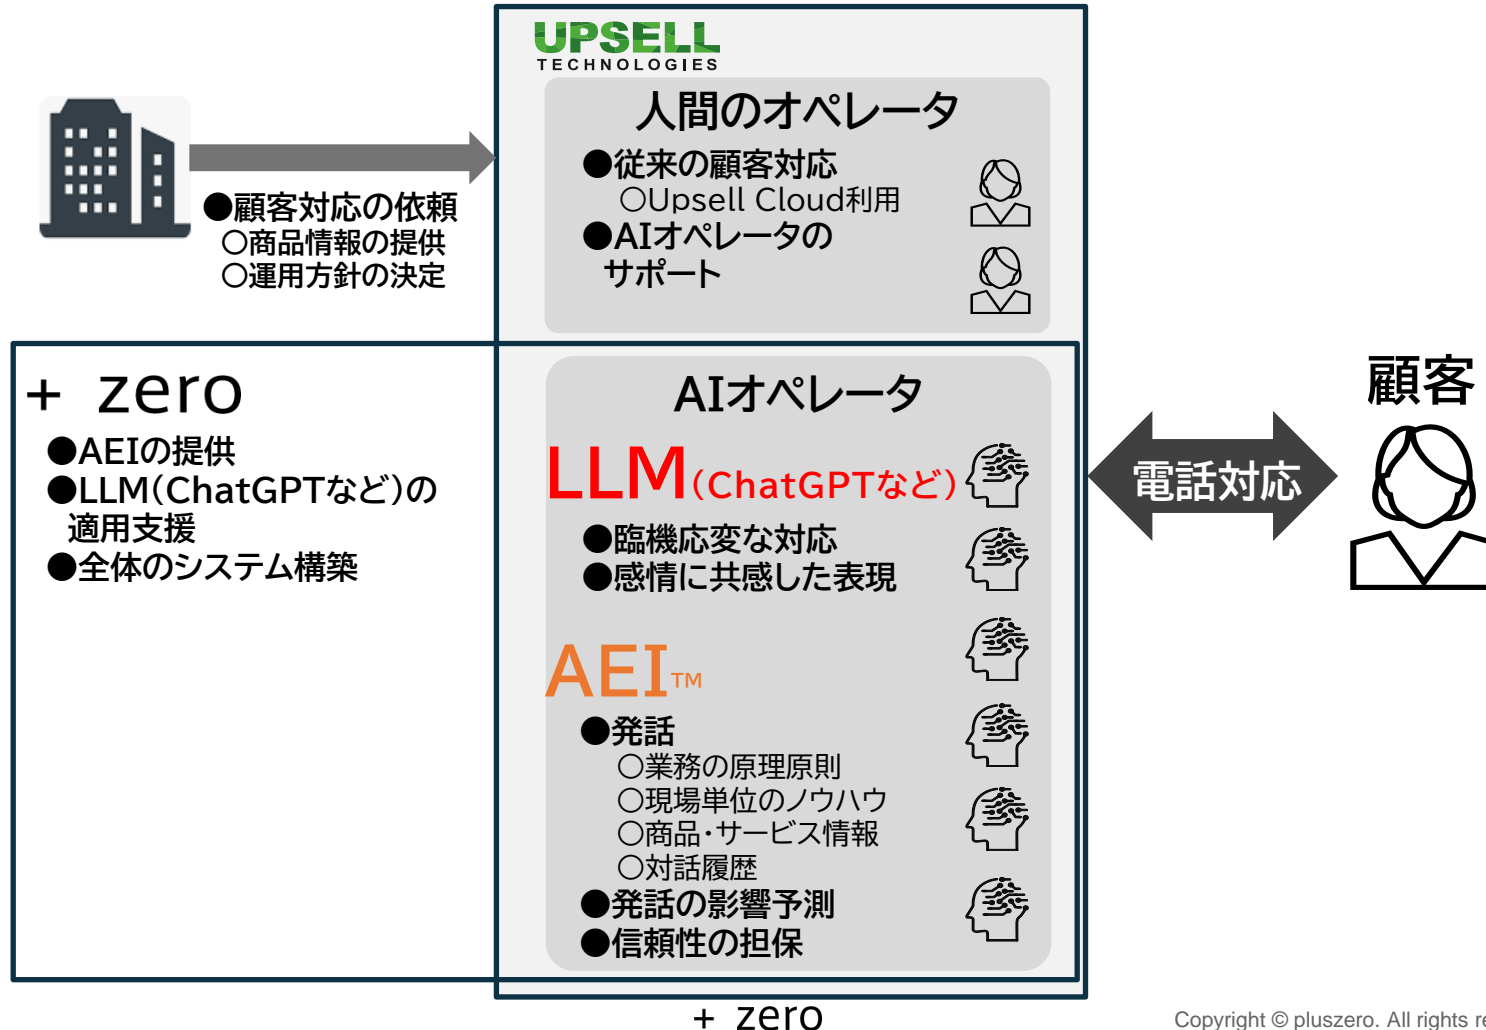 UPSELL
TECHNOLOGIES
人間のオペレータ
●従来の顧客対応
○Upsell Cloud利用
●AIオペレータの
サポート
●顧客対応の依頼
○商品情報の提供
○運用方針の決定
+ zero
●AEIの提供
●LLM(ChatGPTなど)の
適用支援
●全体のシステム構築
AIオペレータ
LLM(ChatGPTなど)
●臨機応変な対応
●感情に共感した表現
AEI™
●発話
○業務の原理原則
○現場単位のノウハウ
○商品・サービス情報
○対話履歴
●発話の影響予測
●信頼性の担保
電話対応
顧客
+ zero
Copyright © pluszero. All rights re